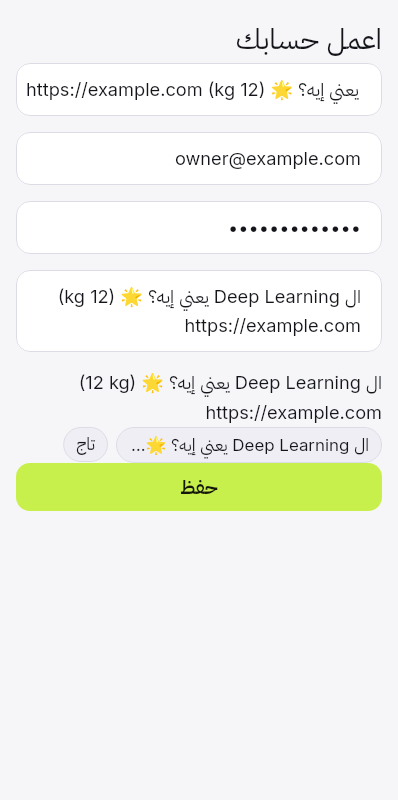 اعمل حسابك
يعني إيه؟ 🌟 (12 kg) https://example.com
owner@example.com
•••••••••••••
ال Deep Learning يعني إيه؟ 🌟 (12 kg)
https://example.com
ال Deep Learning يعني إيه؟ 🌟 (12 kg)
https://example.com
ال Deep Learning يعني إيه؟ 🌟...
تاج
حفظ